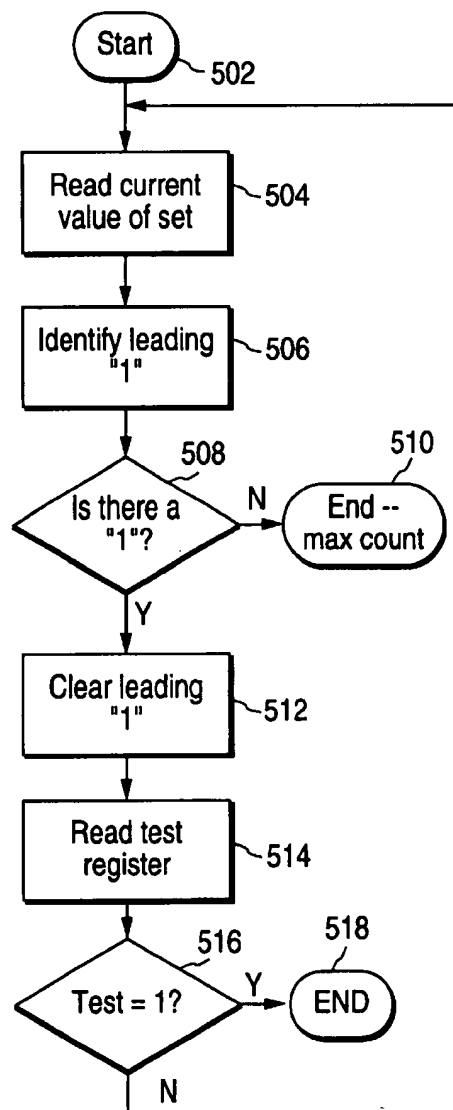 Start
502
Read current
value of set
504
Identify leading
"1"
506
508
Is there a
"1"?
N
510
End --
max count
Y
Clear leading
"1"
512
Read test
register
514
516
Test = 1?
Y
518
END
N